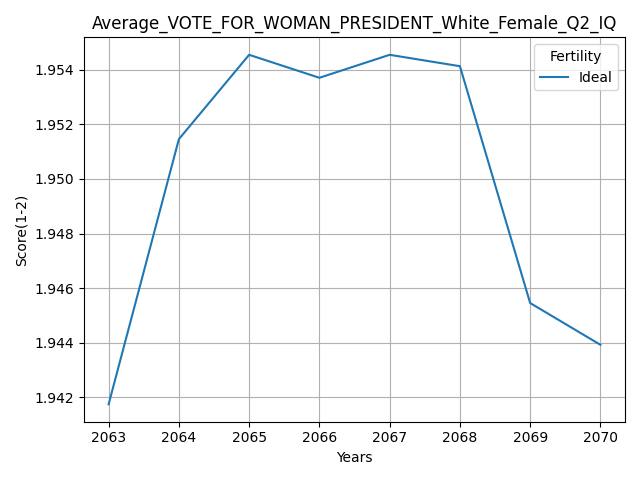 Average_VOTE_FOR_WOMAN_PRESIDENT_White_Female_Q2_IQ
Fertility
Ideal
Score(1-2)
1.954
1.952
1.950
1.948
1.946
1.944
1.942
2063 2064 2065 2066 2067 2068 2069 2070
Years